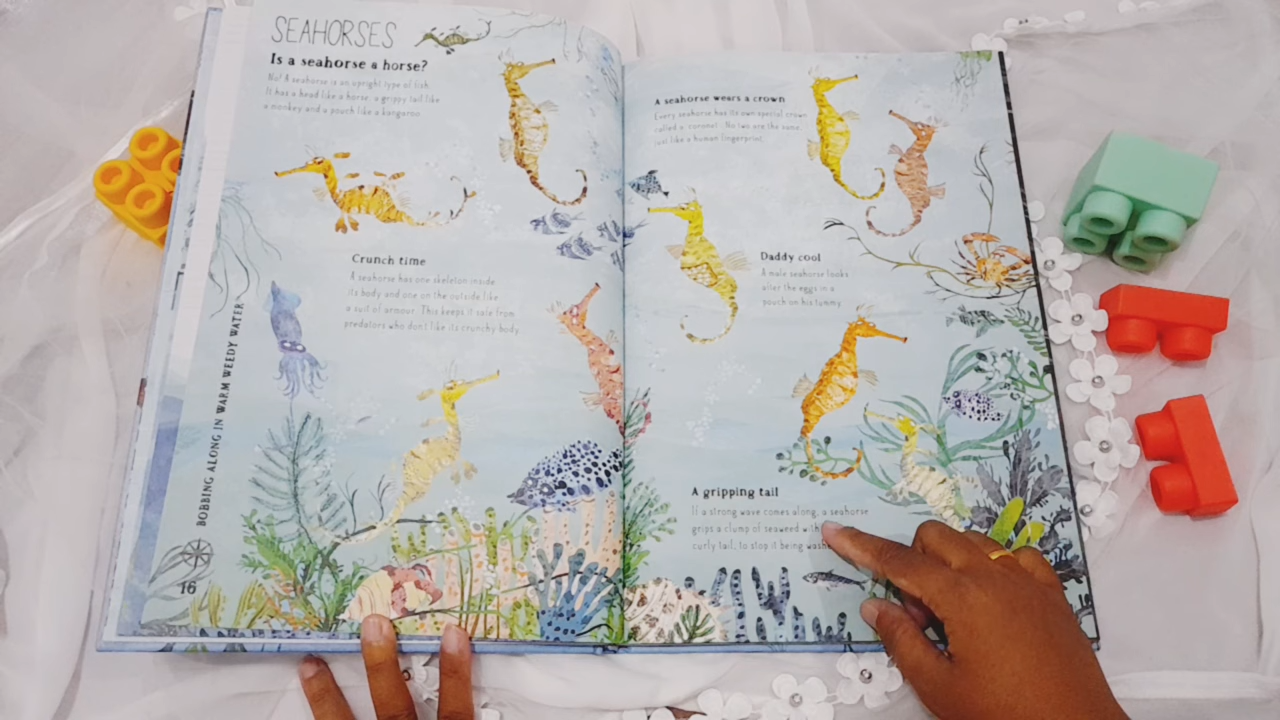 SEAHORSES
Is a seahorse a horse?
No! A seahorse is an upright type of fish.
It has a head like a horse, a grippy tail like
a monkey and a pouch like a kangaroo.
Crunch time
A seahorse has one skeleton inside
its body and one on the outside like
a suit of armour. This keeps it safe from
predators who don't like its crunchy body.
BOBBING ALONG IN WARM WEEDY WATER
16
A seahorse wears a crown
Every seahorse has its own special crown
called a 'coronet'. No two are the same,
just like a human fingerprint.
Daddy cool
A male seahorse looks
after the eggs in a
pouch on his tummy.
A gripping tail
If a strong wave comes along, a seahorse
grips a clump of seaweed with
curly tail, to stop it being